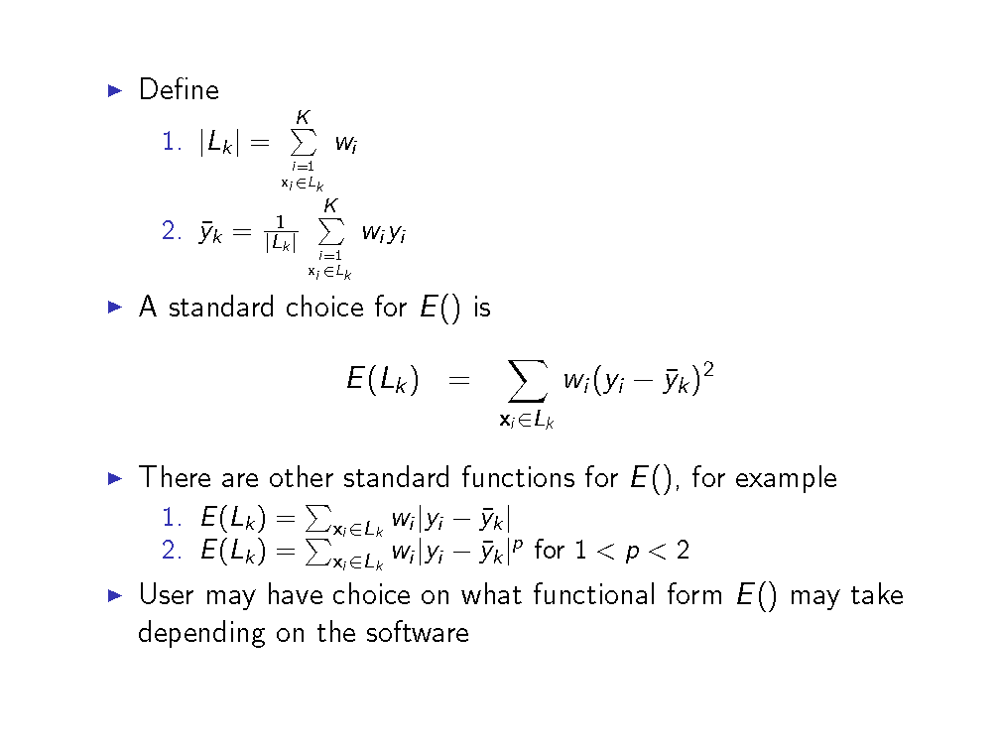 ▶ Define
1. |L_k| = \sum_{\substack{i=1 \\ \mathbf{x}_i \in L_k}}^{K} w_i
2. \bar{y}_k = \frac{1}{|L_k|} \sum_{\substack{i=1 \\ \mathbf{x}_i \in L_k}}^{K} w_i y_i
▶ A standard choice for E() is
E(L_k) = \sum_{\mathbf{x}_i \in L_k} w_i (y_i − \bar{y}_k)^2
▶ There are other standard functions for E(), for example
1. E(L_k) = \sum_{\mathbf{x}_i \in L_k} w_i |y_i − \bar{y}_k|
2. E(L_k) = \sum_{\mathbf{x}_i \in L_k} w_i |y_i − \bar{y}_k|^p for 1 < p < 2
▶ User may have choice on what functional form E() may take
depending on the software